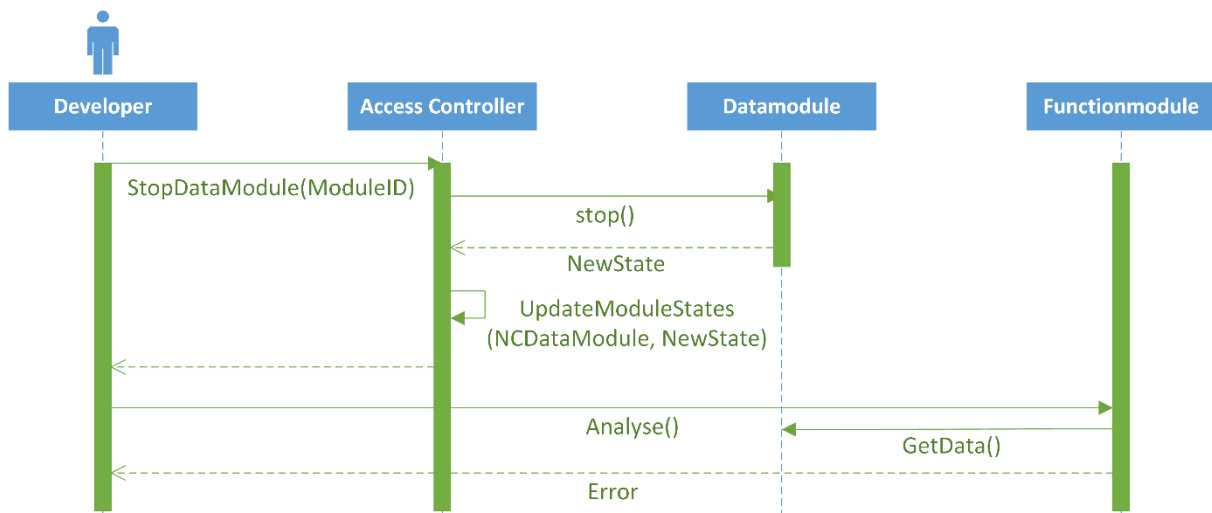 Developer
Access Controller
Datamodule
Functionmodule
StopDataModule(ModuleID)
stop()
NewState
UpdateModuleStates
(NCDataModule, NewState)
Analyse()
GetData()
Error